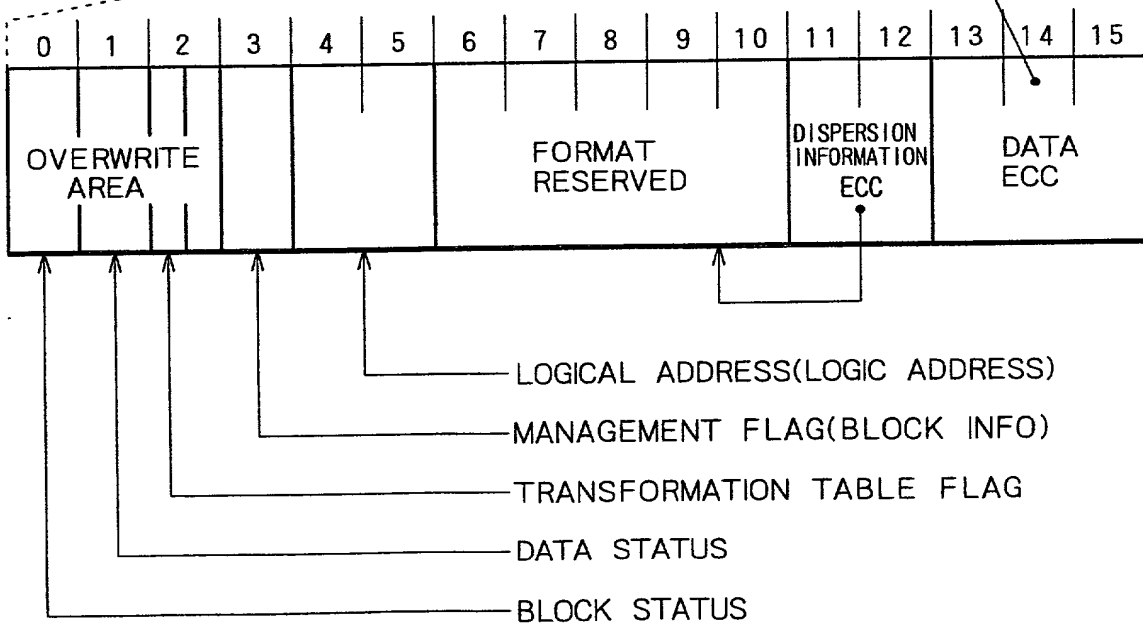 0 1 2 3 4 5 6 7 8 9 10 11 12 13 14 15
OVERWRITE
AREA
FORMAT
RESERVED
DISPERSION
INFORMATION
ECC
DATA
ECC
LOGICAL ADDRESS(LOGIC ADDRESS)
MANAGEMENT FLAG(BLOCK INFO)
TRANSFORMATION TABLE FLAG
DATA STATUS
BLOCK STATUS